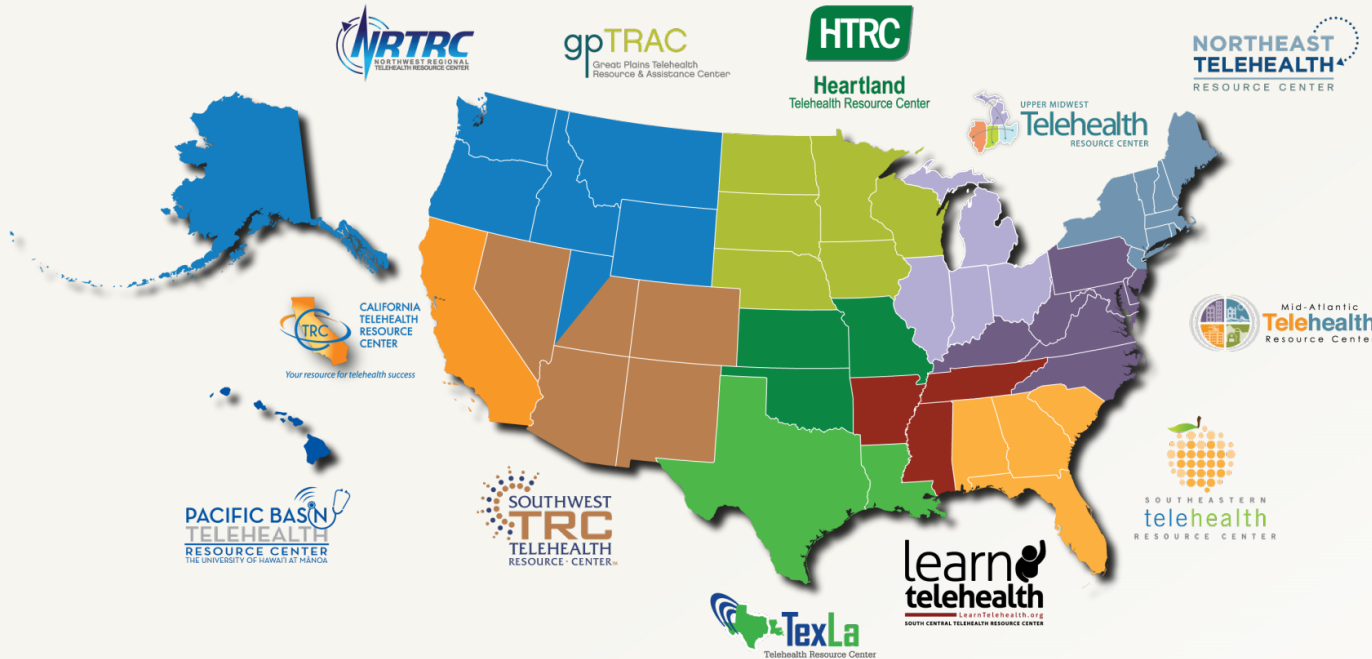 NRTRC
NORTHWEST REGIONAL
TELEHEALTH RESOURCE CENTER
gpTRAC
Great Plains Telehealth
Resource & Assistance Center
HTRC
Heartland
Telehealth Resource Center
NORTHEAST
TELEHEALTH
RESOURCE CENTER
UPPER MIDWEST
Telehealth
RESOURCE CENTER
TRC
CALIFORNIA
TELEHEALTH
RESOURCE
CENTER
Your resource for telehealth success
Mid-Atlantic
Telehealth
Resource Center
PACIFIC BASIN
TELEHEALTH
RESOURCE CENTER
THE UNIVERSITY OF HAWAI'I AT MĀNOA
SOUTHWEST
TRC
TELEHEALTH
RESOURCE · CENTER
SOUTHEASTERN
telehealth
RESOURCE CENTER
learn
telehealth
LearnTelehealth.org
SOUTH CENTRAL TELEHEALTH RESOURCE CENTER
TexLa
Telehealth Resource Center